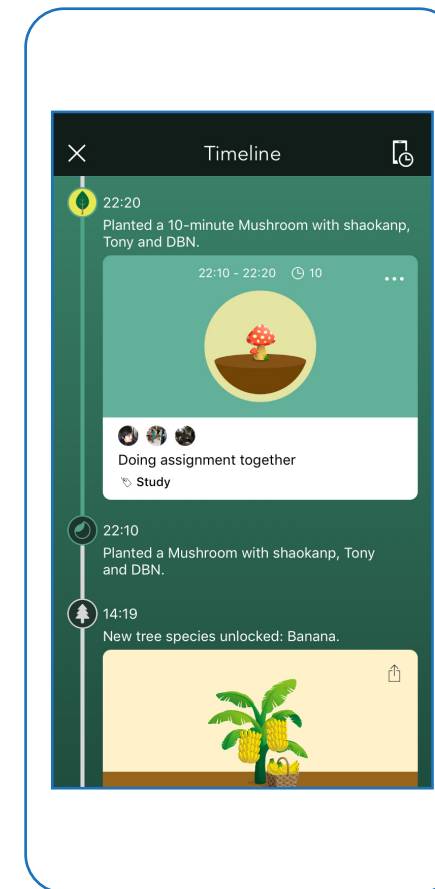 Timeline
22:20
Planted a 10-minute Mushroom with shaokanp,
Tony and DBN.
22:10 - 22:20 10
Doing assignment together
Study
22:10
Planted a Mushroom with shaokanp, Tony
and DBN.
14:19
New tree species unlocked: Banana.